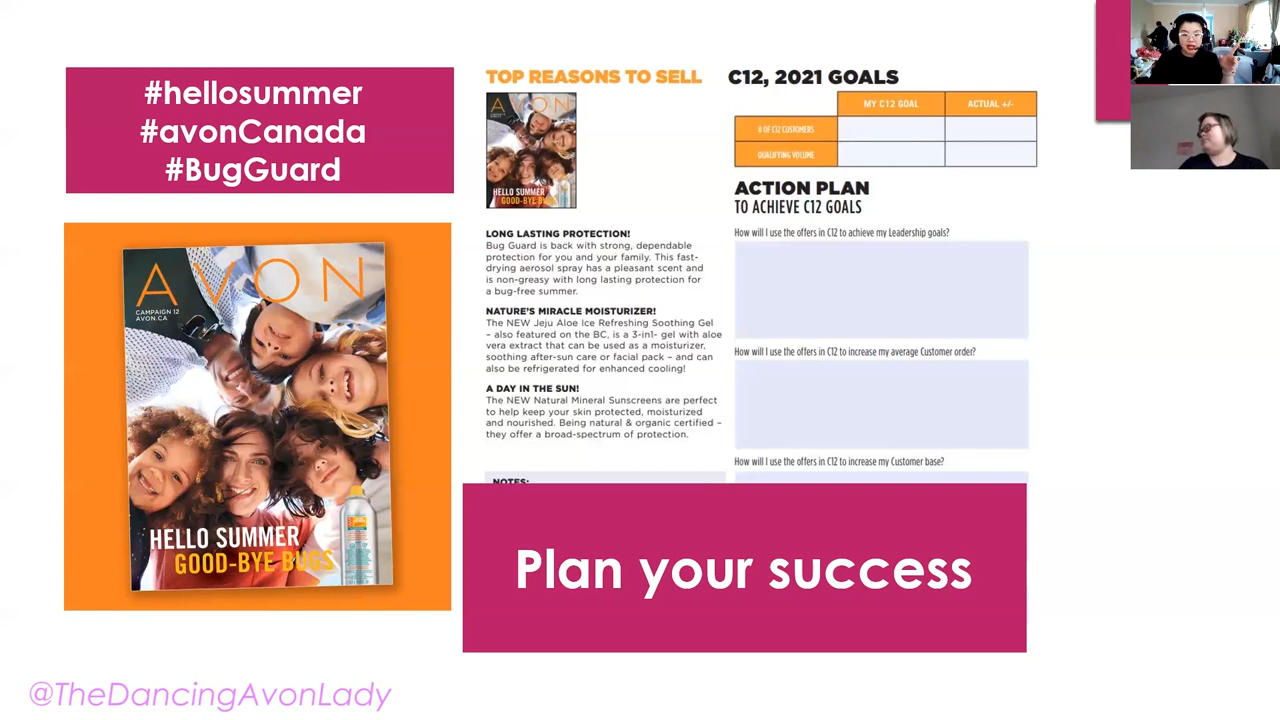 #hellosummer
#avonCanada
#BugGuard
AVON
CAMPAIGN 12
AVON.CA
HELLO SUMMER
GOOD-BYE BUGS
TOP REASONS TO SELL
AVON
HELLO SUMMER
GOOD-BYE BUGS
LONG LASTING PROTECTION!
Bug Guard is back with strong, dependable
protection for you and your family. This fast-
drying aerosol spray has a pleasant scent and
is non-greasy with long lasting protection for
a bug-free summer.
NATURE'S MIRACLE MOISTURIZER!
The NEW Jeju Aloe Ice Refreshing Soothing Gel
– also featured on the BC, is a 3-in1- gel with aloe
vera extract that can be used as a moisturizer,
soothing after-sun care or facial pack – and can
also be refrigerated for enhanced cooling!
A DAY IN THE SUN!
The NEW Natural Mineral Sunscreens are perfect
to help keep your skin protected, moisturized
and nourished. Being natural & organic certified –
they offer a broad-spectrum of protection.
NOTES:
C12, 2021 GOALS
MY C12 GOAL
ACTUAL +/-
# OF C12 CUSTOMERS
QUALIFYING VOLUME
ACTION PLAN
TO ACHIEVE C12 GOALS
How will I use the offers in C12 to achieve my Leadership goals?
How will I use the offers in C12 to increase my average Customer order?
How will I use the offers in C12 to increase my Customer base?
Plan your success
@TheDancingAvonLady